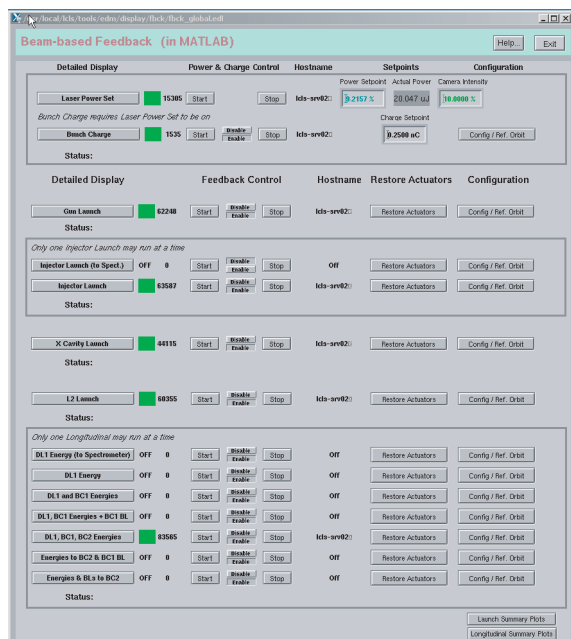 /usr/local/lcls/tools/edm/display/fbck/fbck_global.edl
Beam-based Feedback (in MATLAB) Help... Exit
Detailed Display Power & Charge Control Hostname Setpoints Configuration
Power Setpoint Actual Power Camera Intensity
Laser Power Set 15305 Start Stop lcls-srv02 0.2157 % 20.047 uJ 10.0000 %
Bunch Charge requires Laser Power Set to be on
Charge Setpoint
Bunch Charge 1535 Start Disable Enable Stop lcls-srv02 0.2500 nC Config / Ref. Orbit
Status:
Detailed Display Feedback Control Hostname Restore Actuators Configuration
Gun Launch 62248 Start Disable Enable Stop lcls-srv02 Restore Actuators Config / Ref. Orbit
Status:
Only one Injector Launch may run at a time
Injector Launch (to Spect.) OFF 0 Start Disable Enable Stop Off Restore Actuators Config / Ref. Orbit
Injector Launch 63587 Start Disable Enable Stop lcls-srv02 Restore Actuators Config / Ref. Orbit
Status:
X Cavity Launch 44115 Start Disable Enable Stop lcls-srv02 Restore Actuators Config / Ref. Orbit
Status:
L2 Launch 60355 Start Disable Enable Stop lcls-srv02 Restore Actuators Config / Ref. Orbit
Status:
Only one Longitudinal may run at a time
DL1 Energy (to Spectrometer) OFF 0 Start Disable Enable Stop Off Restore Actuators Config / Ref. Orbit
DL1 Energy OFF 0 Start Disable Enable Stop Off Restore Actuators Config / Ref. Orbit
DL1 and BC1 Energies OFF 0 Start Disable Enable Stop Off Restore Actuators Config / Ref. Orbit
DL1, BC1 Energies + BC1 BL OFF 0 Start Disable Enable Stop Off Restore Actuators Config / Ref. Orbit
DL1, BC1, BC2 Energies 83565 Start Disable Enable Stop lcls-srv02 Restore Actuators Config / Ref. Orbit
Energies to BC2 & BC1 BL OFF 0 Start Disable Enable Stop Off Restore Actuators Config / Ref. Orbit
Energies & BLs to BC2 OFF 0 Start Disable Enable Stop Off Restore Actuators Config / Ref. Orbit
Status:
Launch Summary Plots
Longitudinal Summary Plots